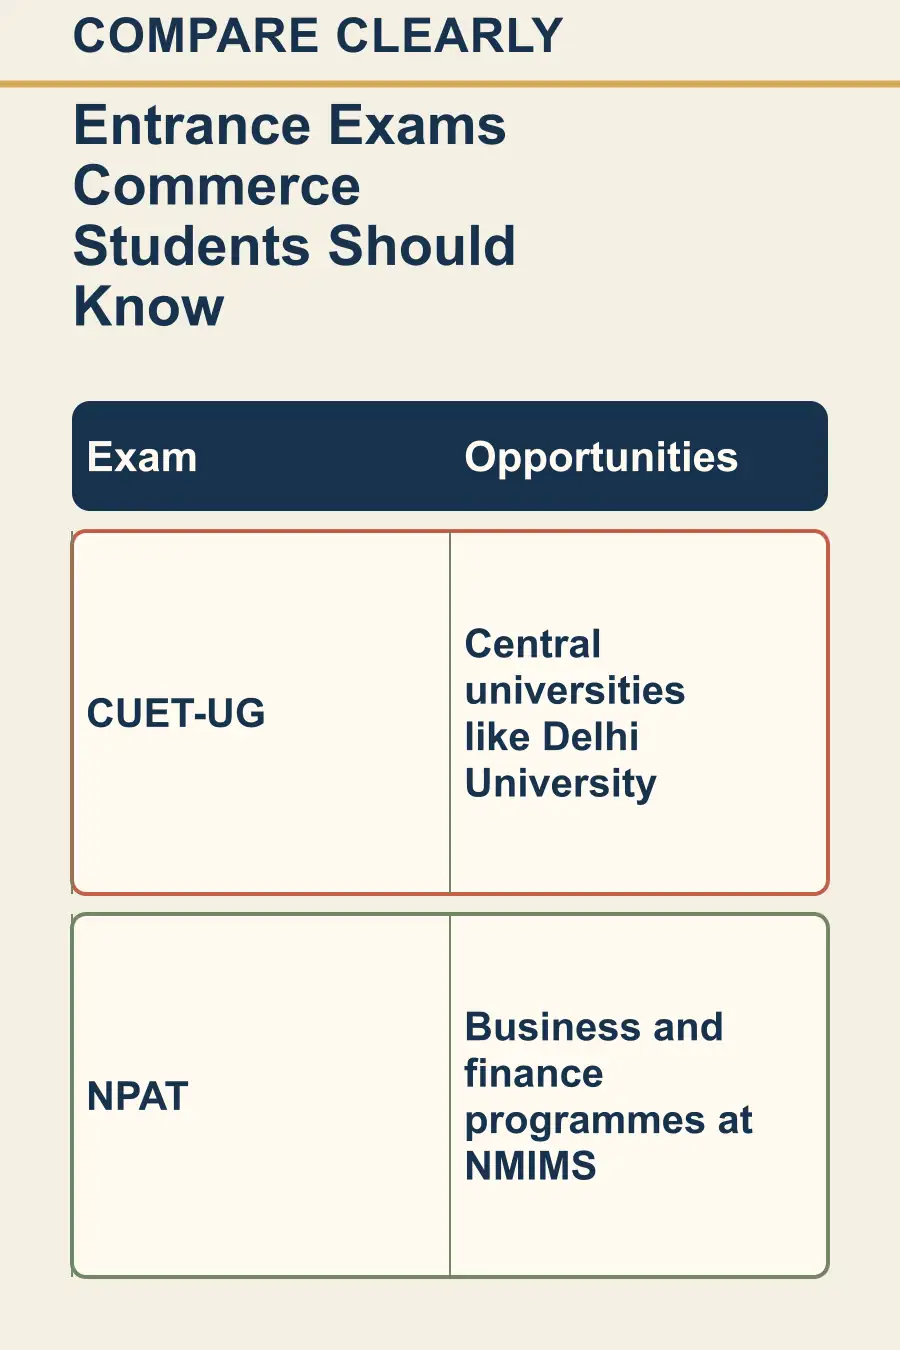 COMPARE CLEARLY
Entrance Exams
Commerce
Students Should
Know
Exam
Opportunities
CUET-UG
Central
universities
like Delhi
University
NPAT
Business and
finance
programmes at
NMIMS